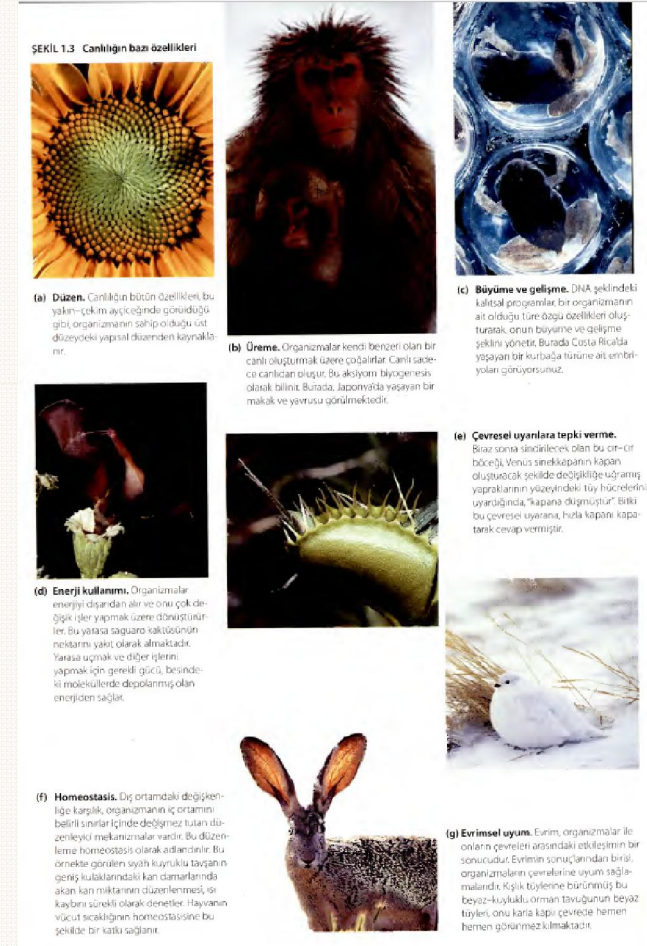 ŞEKİL 1.3 Canlılığın bazı özellikleri
(a) Düzen. Canlılığın bütün özellikleri, bu
yakın-çekim ayçiçeğinde görüldüğü
gibi, organizmanın sahip olduğu üst
düzeydeki yapısal düzenden kaynakla-
nır.
(b) Üreme. Organizmalar kendi benzeri olan bir
canlı oluşturmak üzere çoğalırlar. Canlı sade-
ce canlıdan oluşur. Bu aksiyom biyogenesis
olarak bilinir. Burada, Japonya'da yaşayan bir
makak ve yavrusu görülmektedir.
(c) Büyüme ve gelişme. DNA şeklindeki
kalıtsal programlar, bir organizmanın
ait olduğu türe özgü özellikleri oluş-
turarak, onun büyüme ve gelişme
şeklini yönetir. Burada Costa Rica'da
yaşayan bir kurbağa türüne ait embri-
yoları görüyorsunuz.
(d) Enerji kullanımı. Organizmalar
enerjiyi dışarıdan alır ve onu çok de-
ğişik işler yapmak üzere dönüştürür-
ler. Bu yarasa saguaro kaktüsünün
nektarını yakıt olarak almaktadır.
Yarasa uçmak ve diğer işlerini
yapmak için gerekli gücü, besinde-
ki moleküllerde depolanmış olan
enerjiden sağlar.
(e) Çevresel uyarılara tepki verme.
Biraz sonra sindirilecek olan bu cır-cır
böceği, Venüs sinekkapanın kapan
oluşturacak şekilde değişikliğe uğramış
yapraklarının yüzeyindeki tüy hücrelerini
uyardığında, "kapana düşmüştür". Bitki
bu çevresel uyarana, hızla kapanı kapa-
tarak cevap vermiştir.
(f) Homeostasis. Dış ortamdaki değişken-
liğe karşılık, organizmanın iç ortamını
belirli sınırlar içinde değişmez tutan dü-
zenleyici mekanizmalar vardır. Bu düzen-
leme homeostasis olarak adlandırılır. Bu
örnekte görülen siyah kuyruklu tavşanın
geniş kulaklarındaki kan damarlarında
akan kan miktarının düzenlenmesi, ısı
kaybını sürekli olarak denetler. Hayvanın
vücut sıcaklığının homeostasisine bu
şekilde bir katkı sağlanır.
(g) Evrimsel uyum. Evrim, organizmalar ile
onların çevreleri arasındaki etkileşimin bir
sonucudur. Evrimin sonuçlarından birisi,
organizmaların çevrelerine uyum sağla-
malarıdır. Kışlık tüylerine bürünmüş bu
beyaz-kuyluklu orman tavuğunun beyaz
tüyleri, onu karla kaplı çevrede hemen
hemen görünmez kılmaktadır.